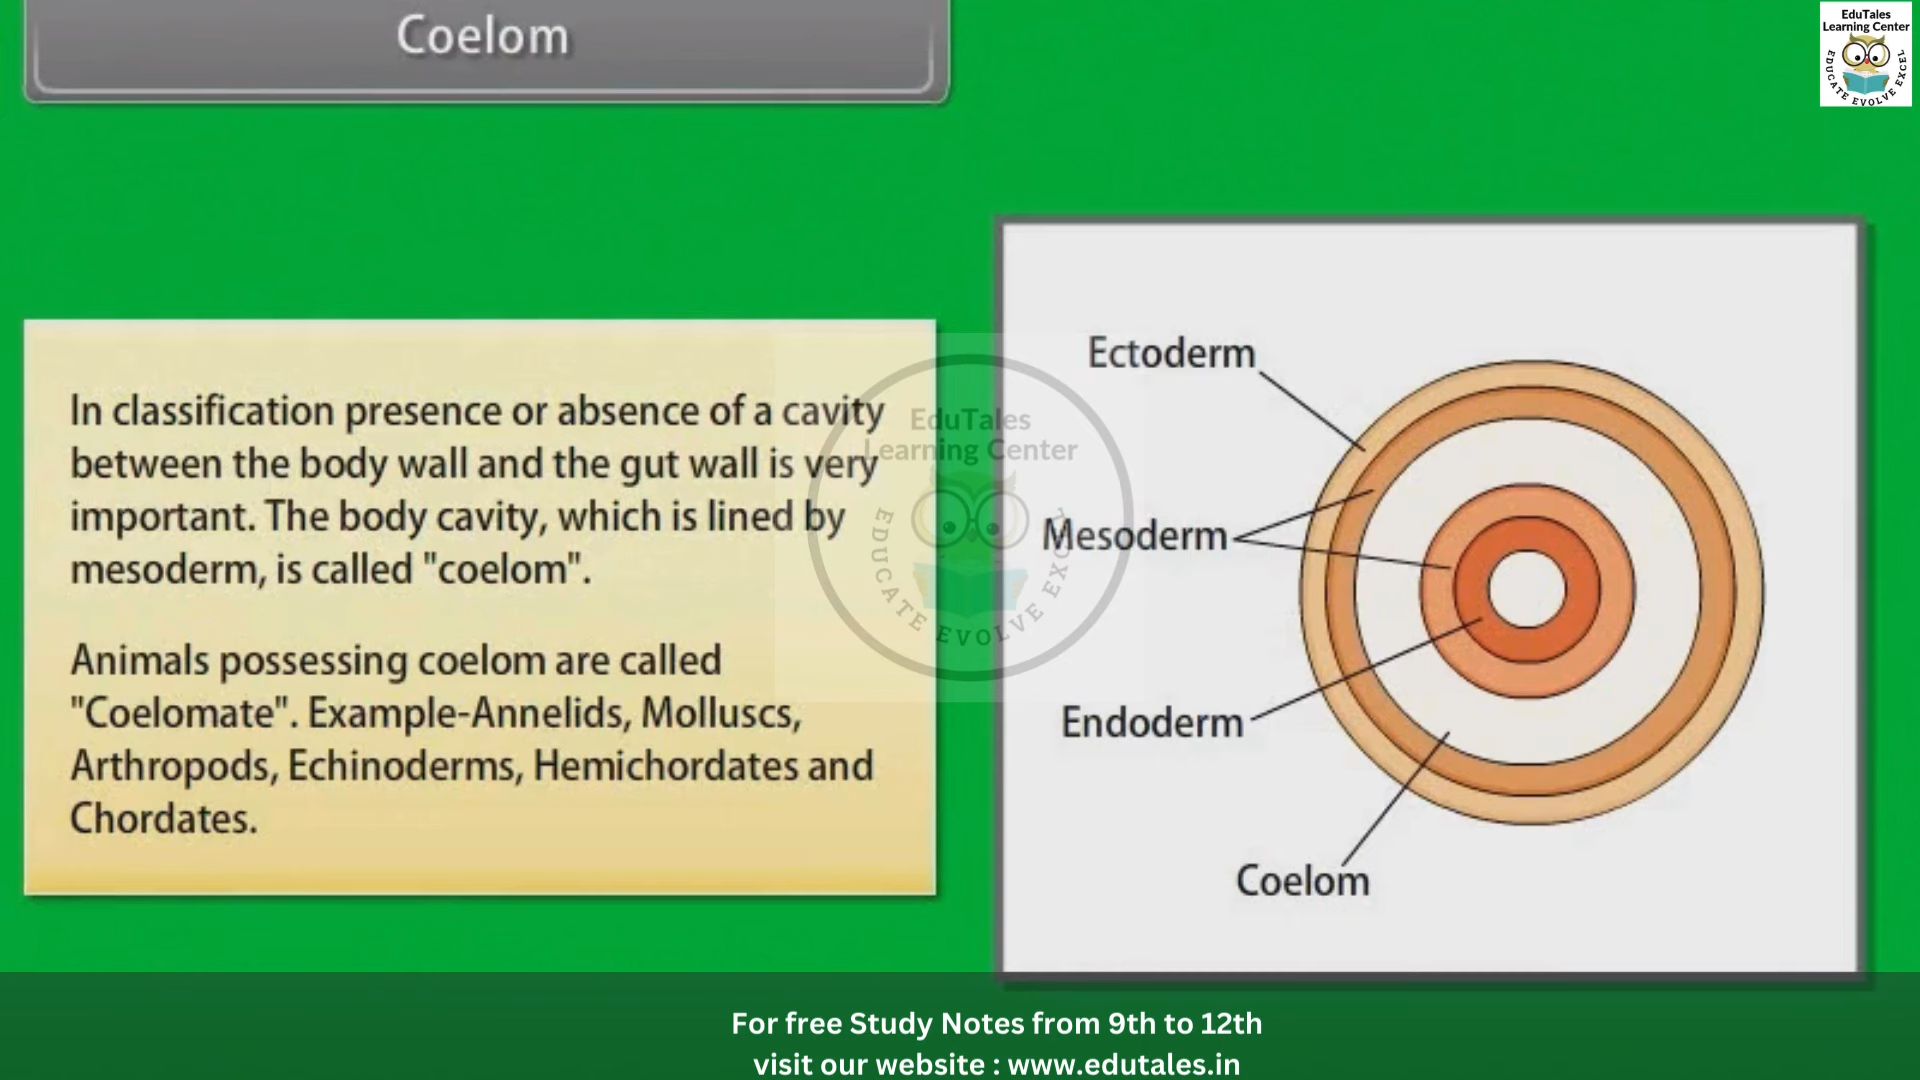 Coelom
EduTales
Learning Center
EDUCATE EVOLVE EXCEL
In classification presence or absence of a cavity
between the body wall and the gut wall is very
important. The body cavity, which is lined by
mesoderm, is called "coelom".
Animals possessing coelom are called
"Coelomate". Example-Annelids, Molluscs,
Arthropods, Echinoderms, Hemichordates and
Chordates.
EduTales
Learning Center
EDUCATE EVOLVE EXCEL
Ectoderm
Mesoderm
Endoderm
Coelom
For free Study Notes from 9th to 12th
visit our website : www.edutales.in